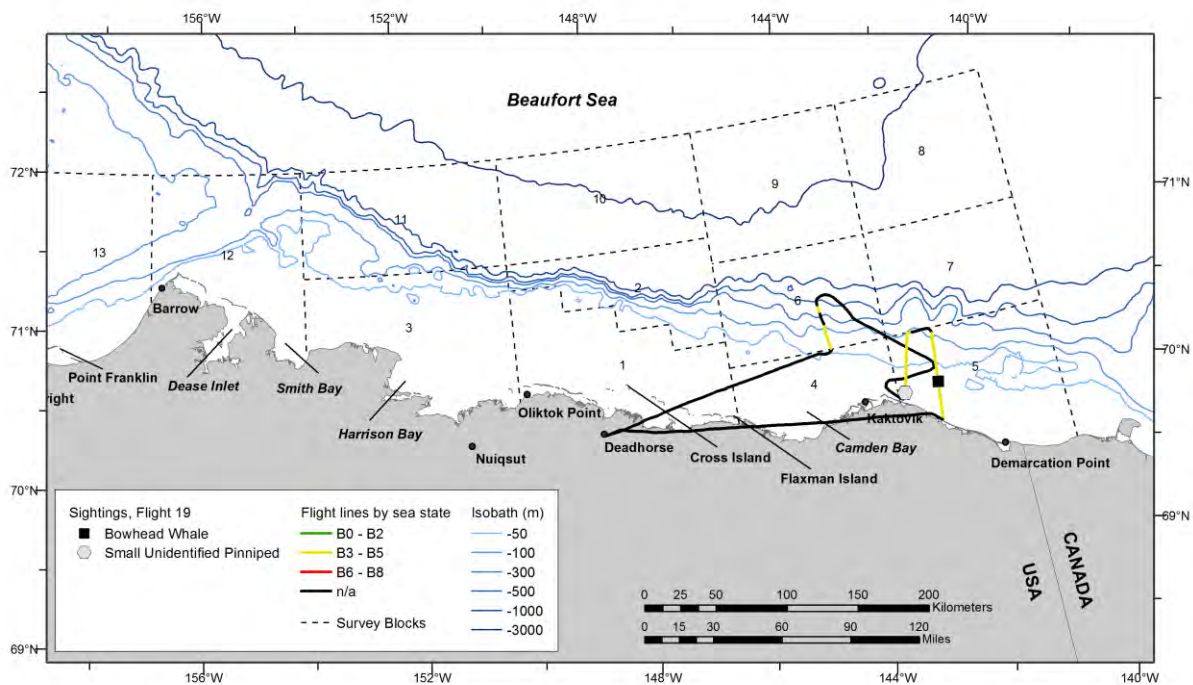 156°W 152°W 148°W 144°W 140°W
Beaufort Sea
72°N
71°N
8
9
10
11
13
12
7
2
6
3
Barrow
71°N
70°N
1
4
5
Point Franklin
Dease Inlet
Smith Bay
right
Harrison Bay
Oliktok Point
Kaktovik
Nuiqsut
Deadhorse
Cross Island
Camden Bay
Flaxman Island
Demarcation Point
70°N
69°N
Sightings, Flight 19
Bowhead Whale
Small Unidentified Pinniped
Flight lines by sea state
B0 - B2
B3 - B5
B6 - B8
n/a
Survey Blocks
Isobath (m)
-50
-100
-300
-500
-1000
-3000
USA
CANADA
0 25 50 100 150 200
Kilometers
0 15 30 60 90 120
Miles
69°N
156°W 152°W 148°W 144°W 140°W